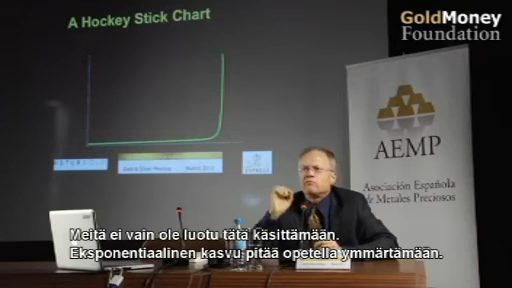 A Hockey Stick Chart
GoldMoney
Foundation
AEMP
Asociación Española
de Metales Preciosos
Meitä ei vain ole luotu tätä käsittämään.
Eksponentiaalinen kasvu pitää opetella ymmärtämään.